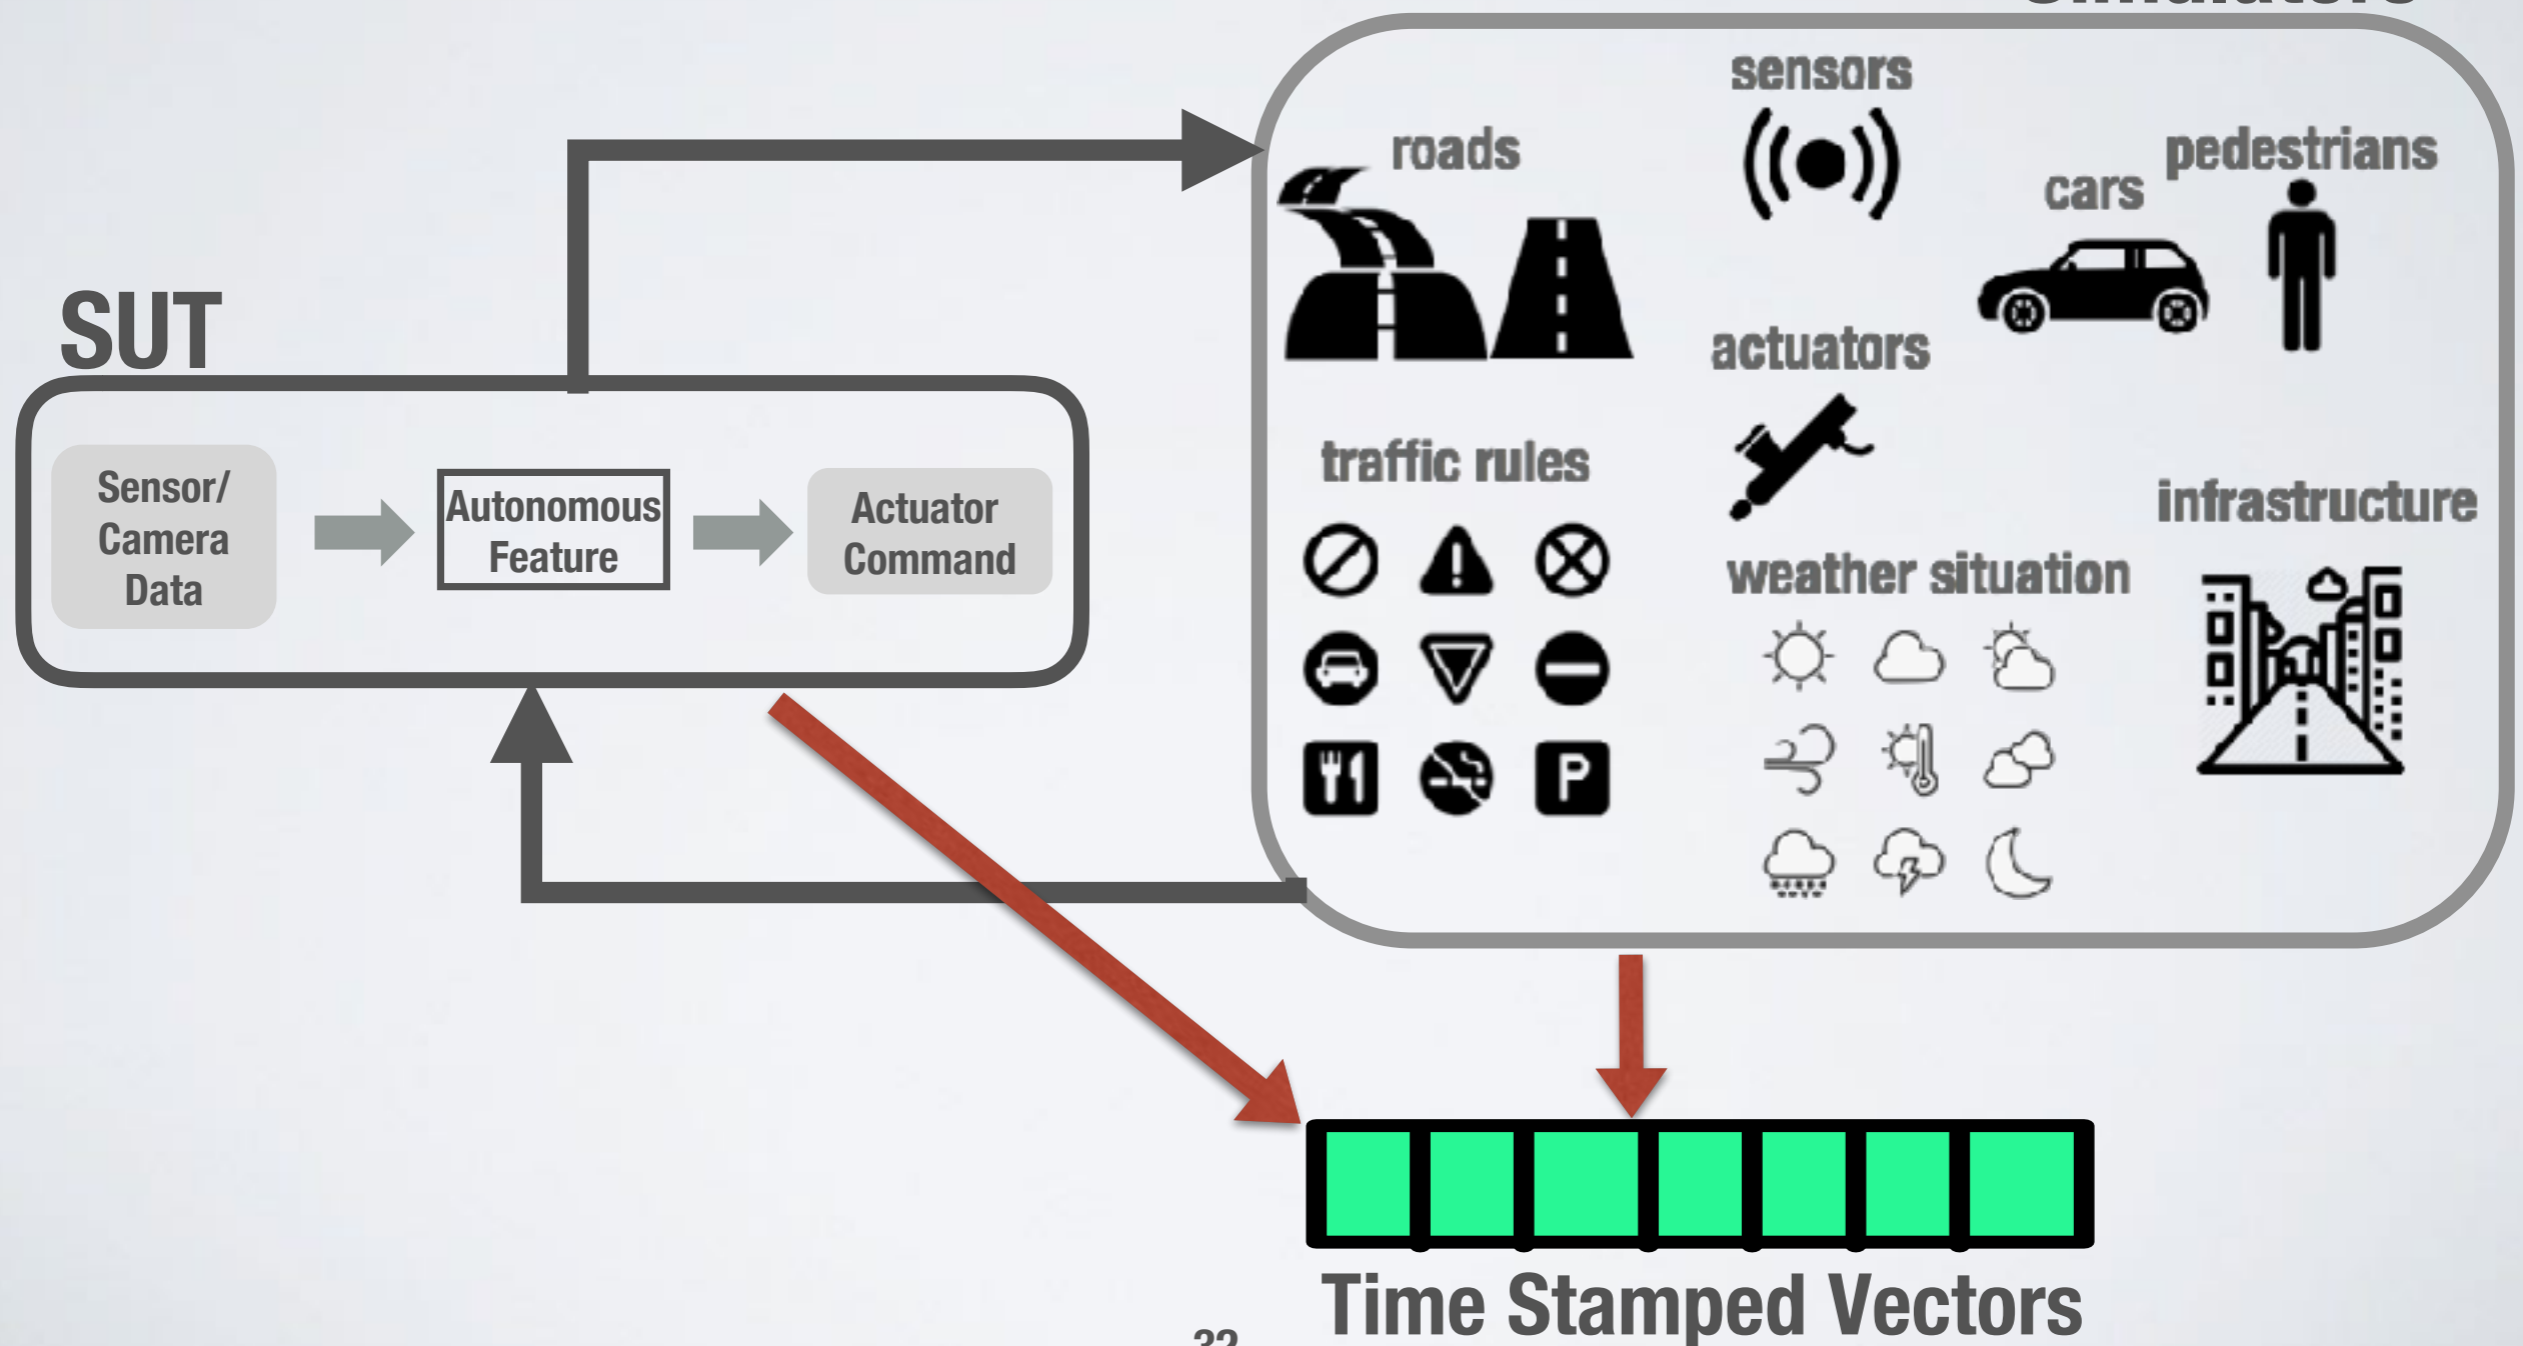 sensors
roads
pedestrians
cars
SUT
actuators
traffic rules
infrastructure
Sensor/
Camera
Data
Autonomous
Feature
Actuator
Command
weather situation
P
Time Stamped Vectors
32